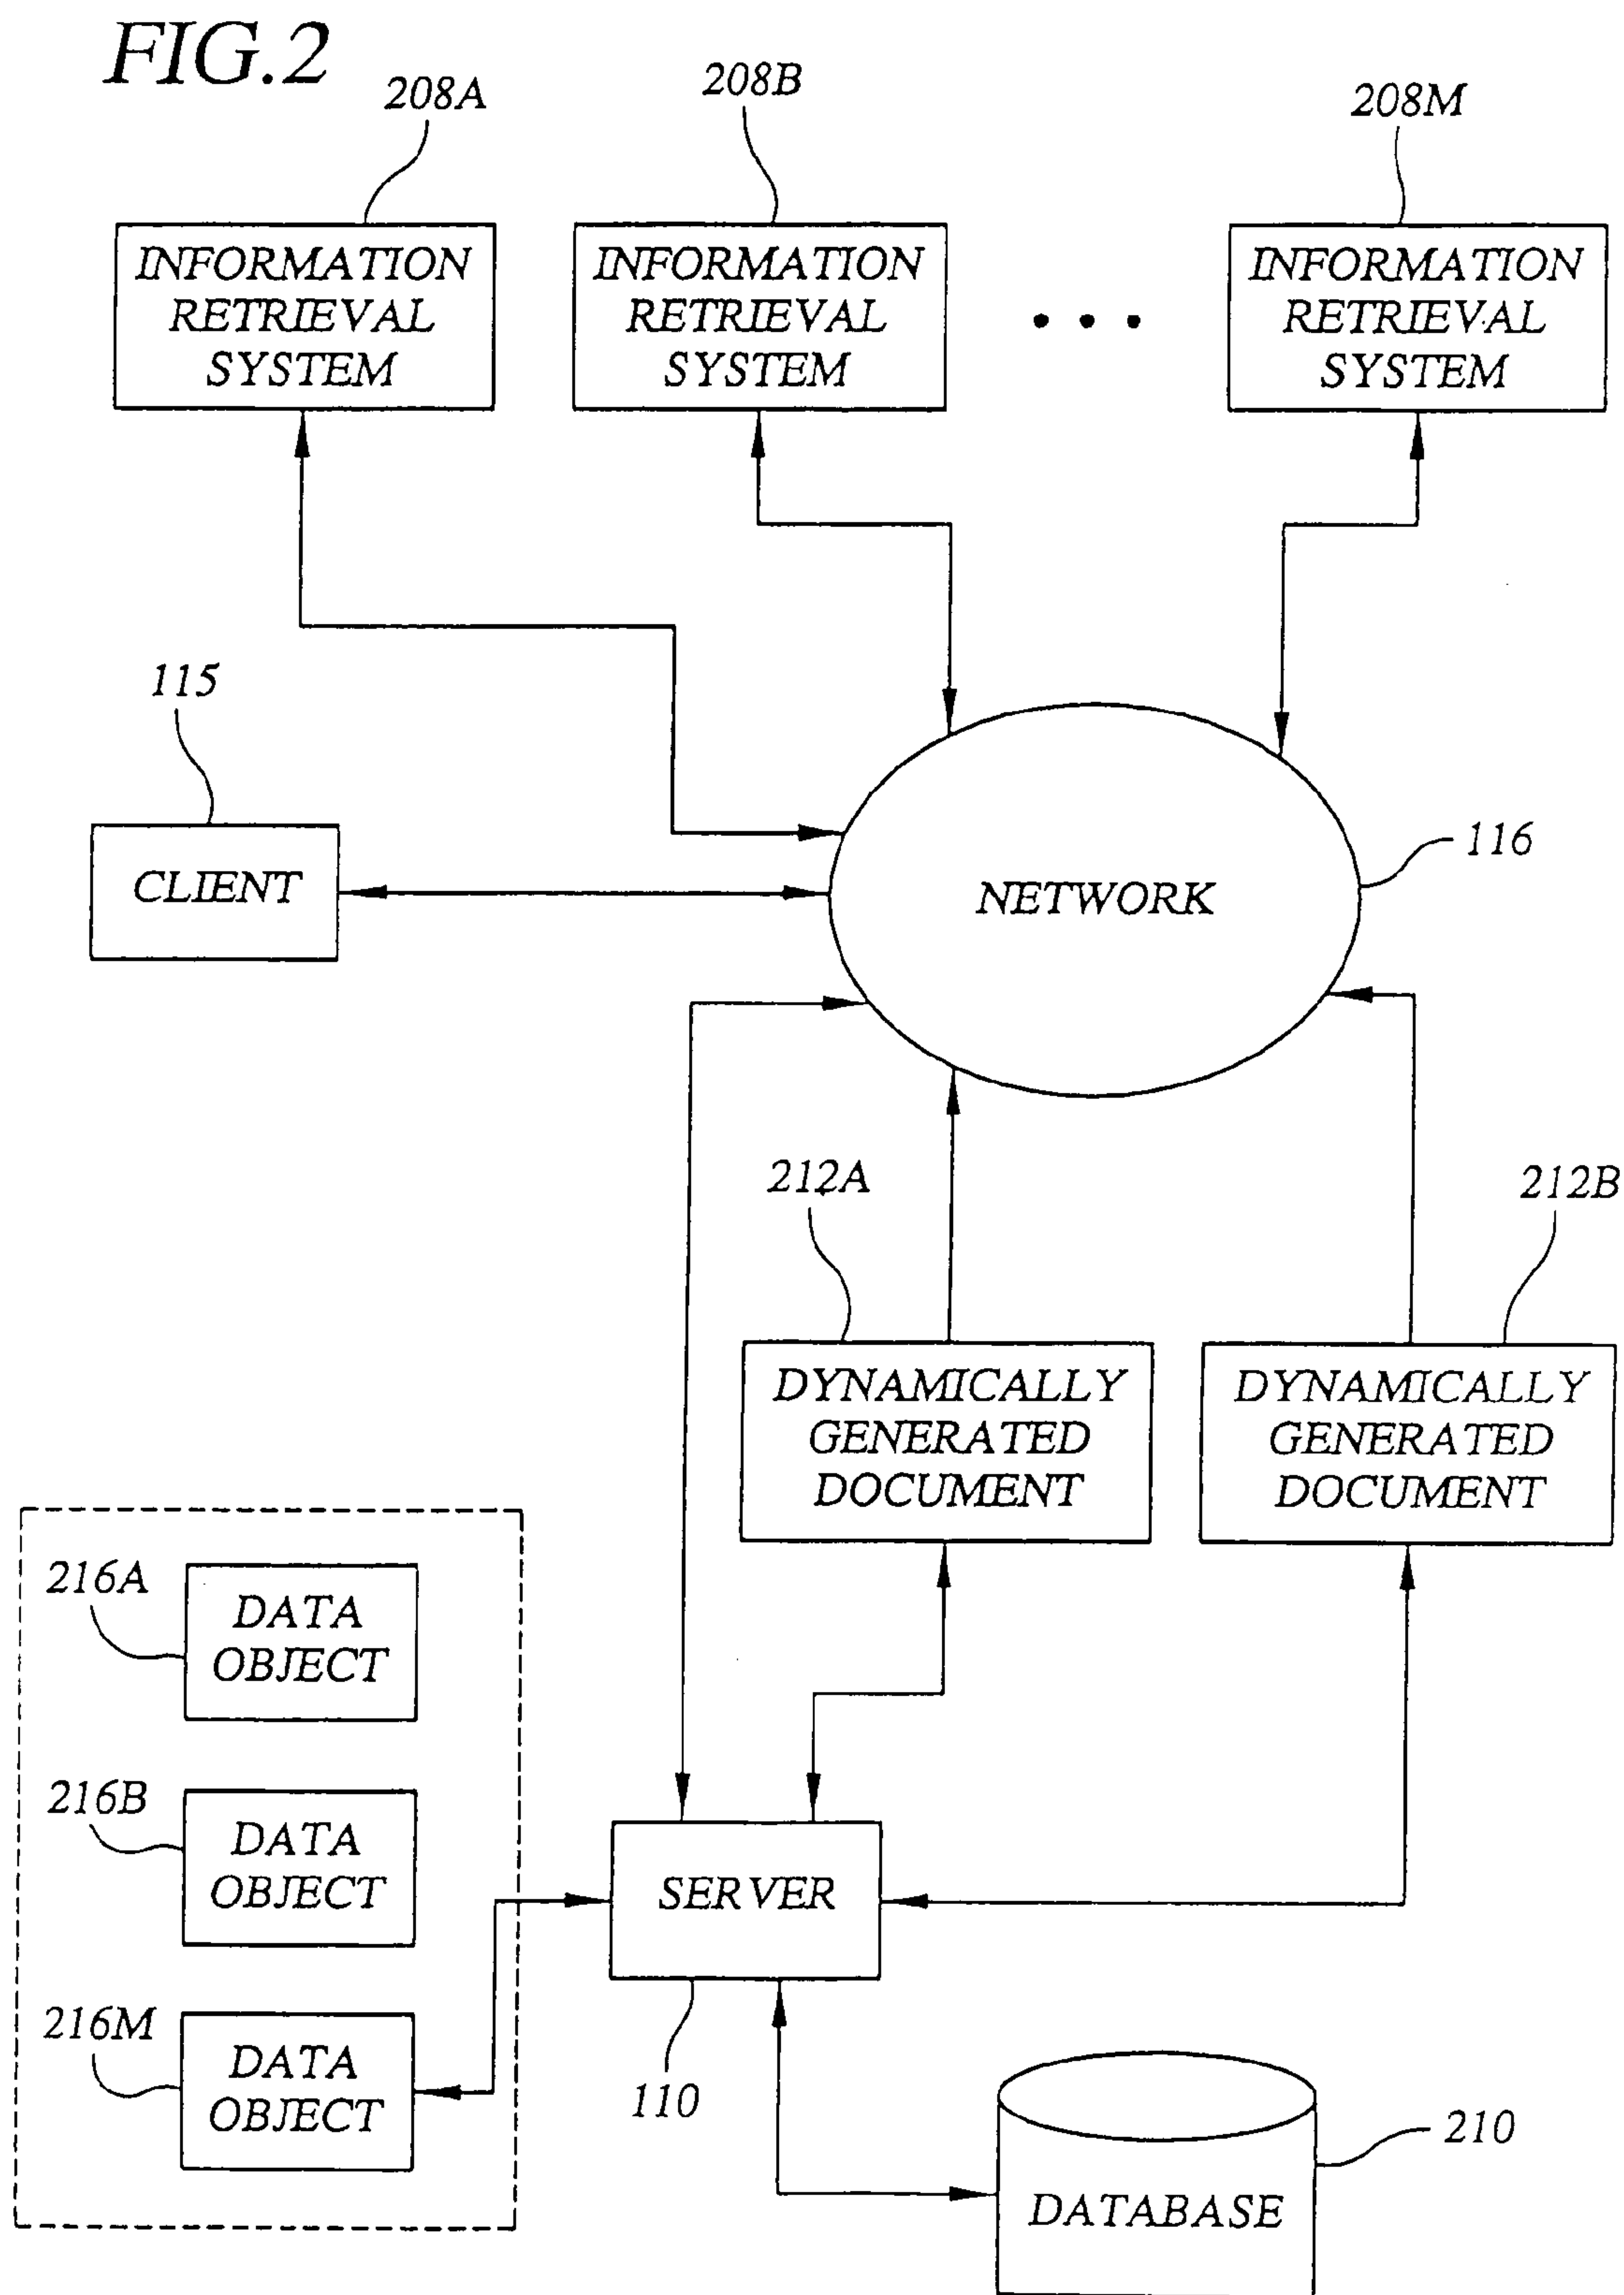 FIG.2
208A
208B
208M
INFORMATION
RETRIEVAL
SYSTEM
INFORMATION
RETRIEVAL
SYSTEM
• • •
INFORMATION
RETRIEVAL
SYSTEM
115
CLIENT
NETWORK
116
212A
212B
DYNAMICALLY
GENERATED
DOCUMENT
DYNAMICALLY
GENERATED
DOCUMENT
216A
DATA
OBJECT
216B
DATA
OBJECT
SERVER
216M
DATA
OBJECT
110
210
DATABASE